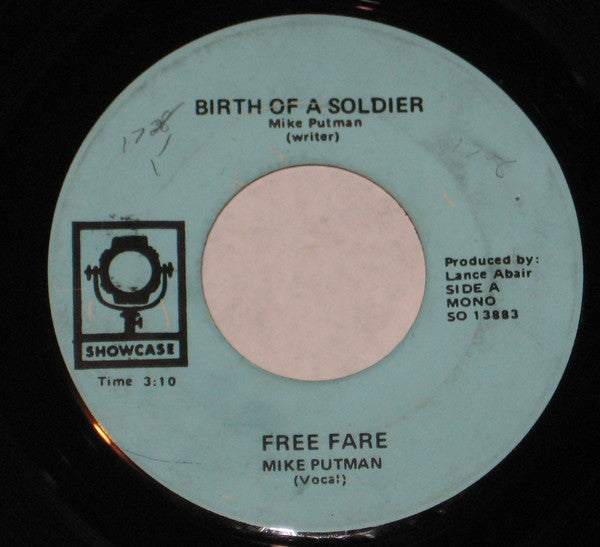 BIRTH OF A SOLDIER
Mike Putman
(writer)
Produced by:
Lance Abair
SIDE A
MONO
SO 13883
SHOWCASE
Time 3:10
FREE FARE
MIKE PUTMAN
(Vocal)